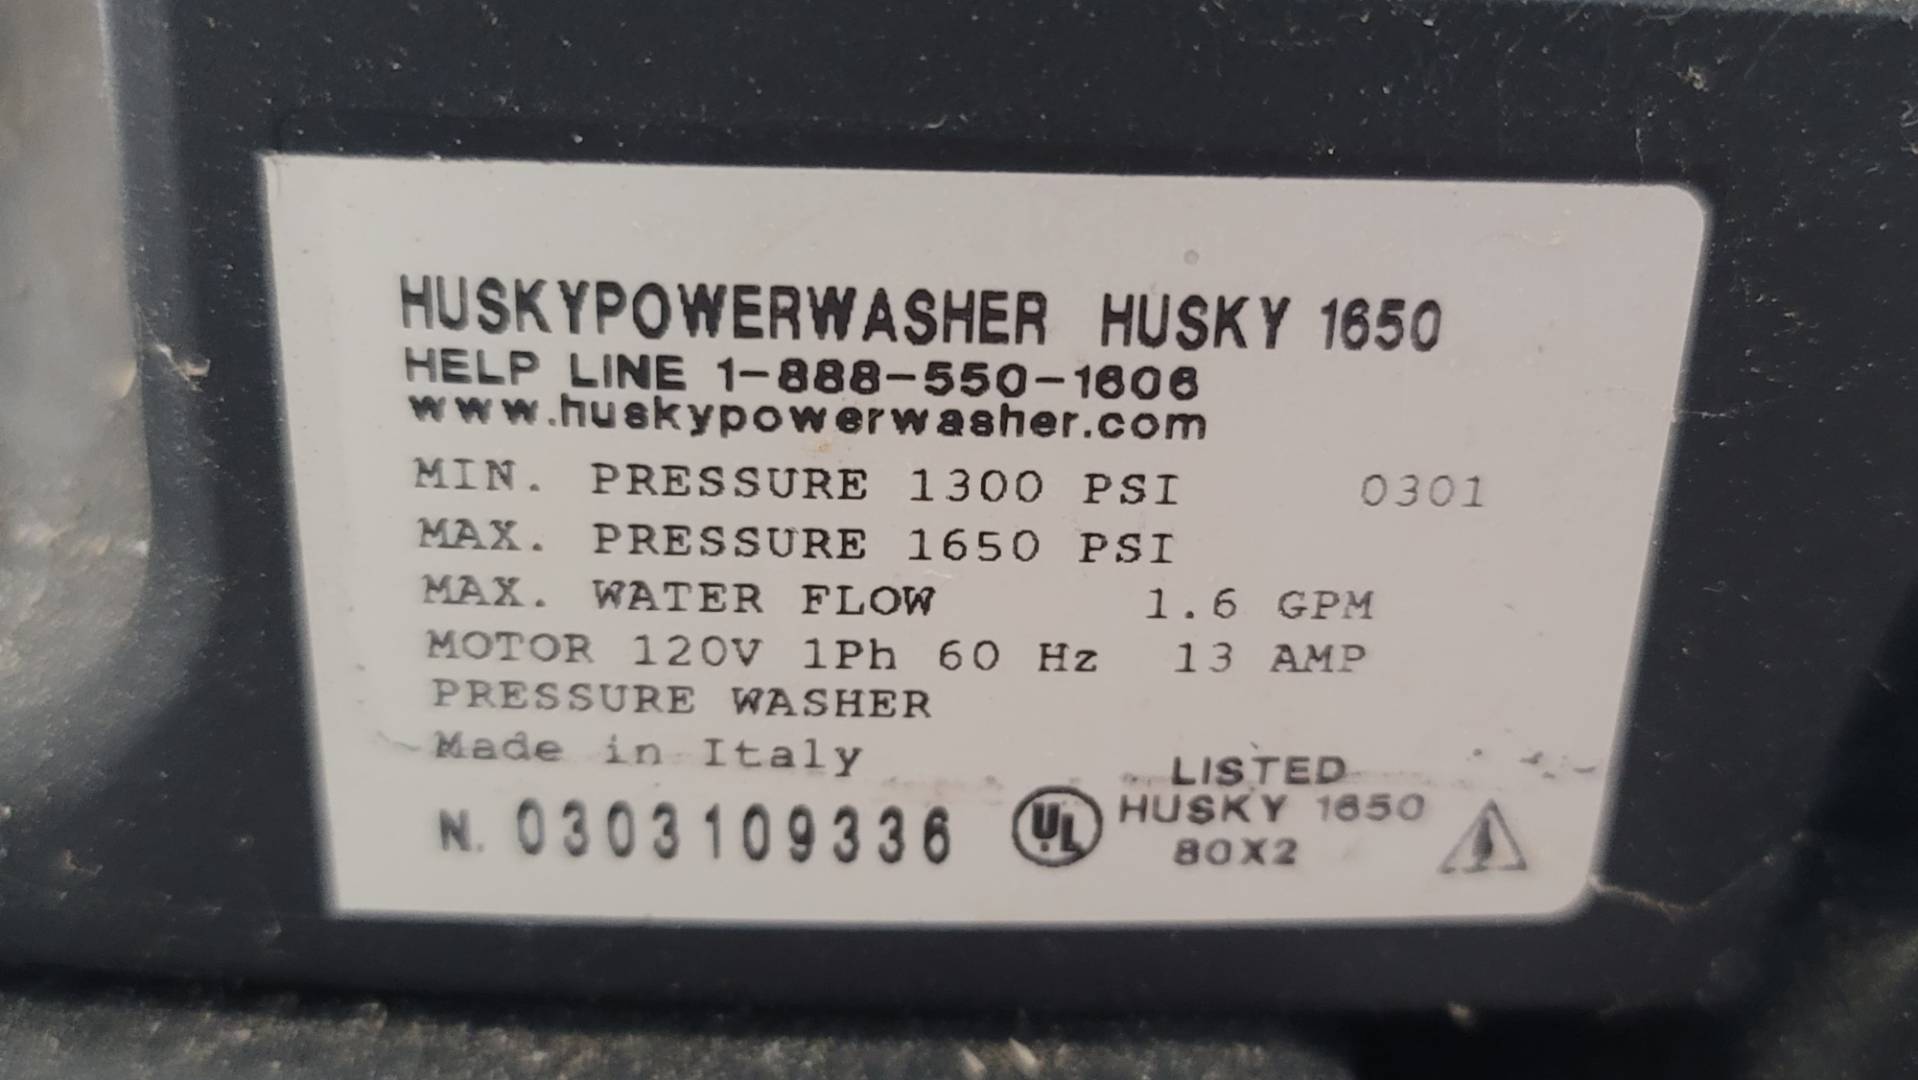 HUSKYPOWERWASHER HUSKY 1650
HELP LINE 1-888-550-1606
www.huskypowerwasher.com
MIN. PRESSURE 1300 PSI 0301
MAX. PRESSURE 1650 PSI
MAX. WATER FLOW 1.6 GPM
MOTOR 120V 1Ph 60 Hz 13 AMP
PRESSURE WASHER
Made in Italy
N. 0303109336
UL
LISTED
HUSKY 1650
80X2